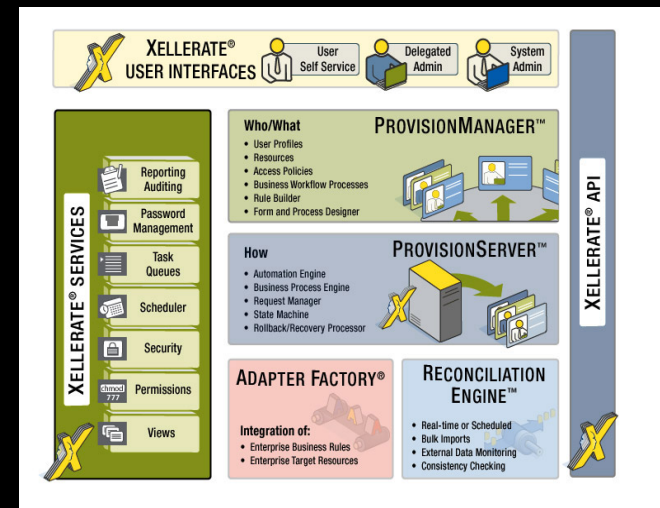 XELLERATE®
USER INTERFACES
User
Self Service
Delegated
Admin
System
Admin
XELLERATE® SERVICES
Reporting
Auditing
Password
Management
Task
Queues
Scheduler
Security
chmod
777
Permissions
Views
Who/What
PROVISIONMANAGER™
• User Profiles
• Resources
• Access Policies
• Business Workflow Processes
• Rule Builder
• Form and Process Designer
How
PROVISIONSERVER™
• Automation Engine
• Business Process Engine
• Request Manager
• State Machine
• Rollback/Recovery Processor
ADAPTER FACTORY®
Integration of:
• Enterprise Business Rules
• Enterprise Target Resources
RECONCILIATION
ENGINE™
• Real-time or Scheduled
• Bulk Imports
• External Data Monitoring
• Consistency Checking
XELLERATE® API